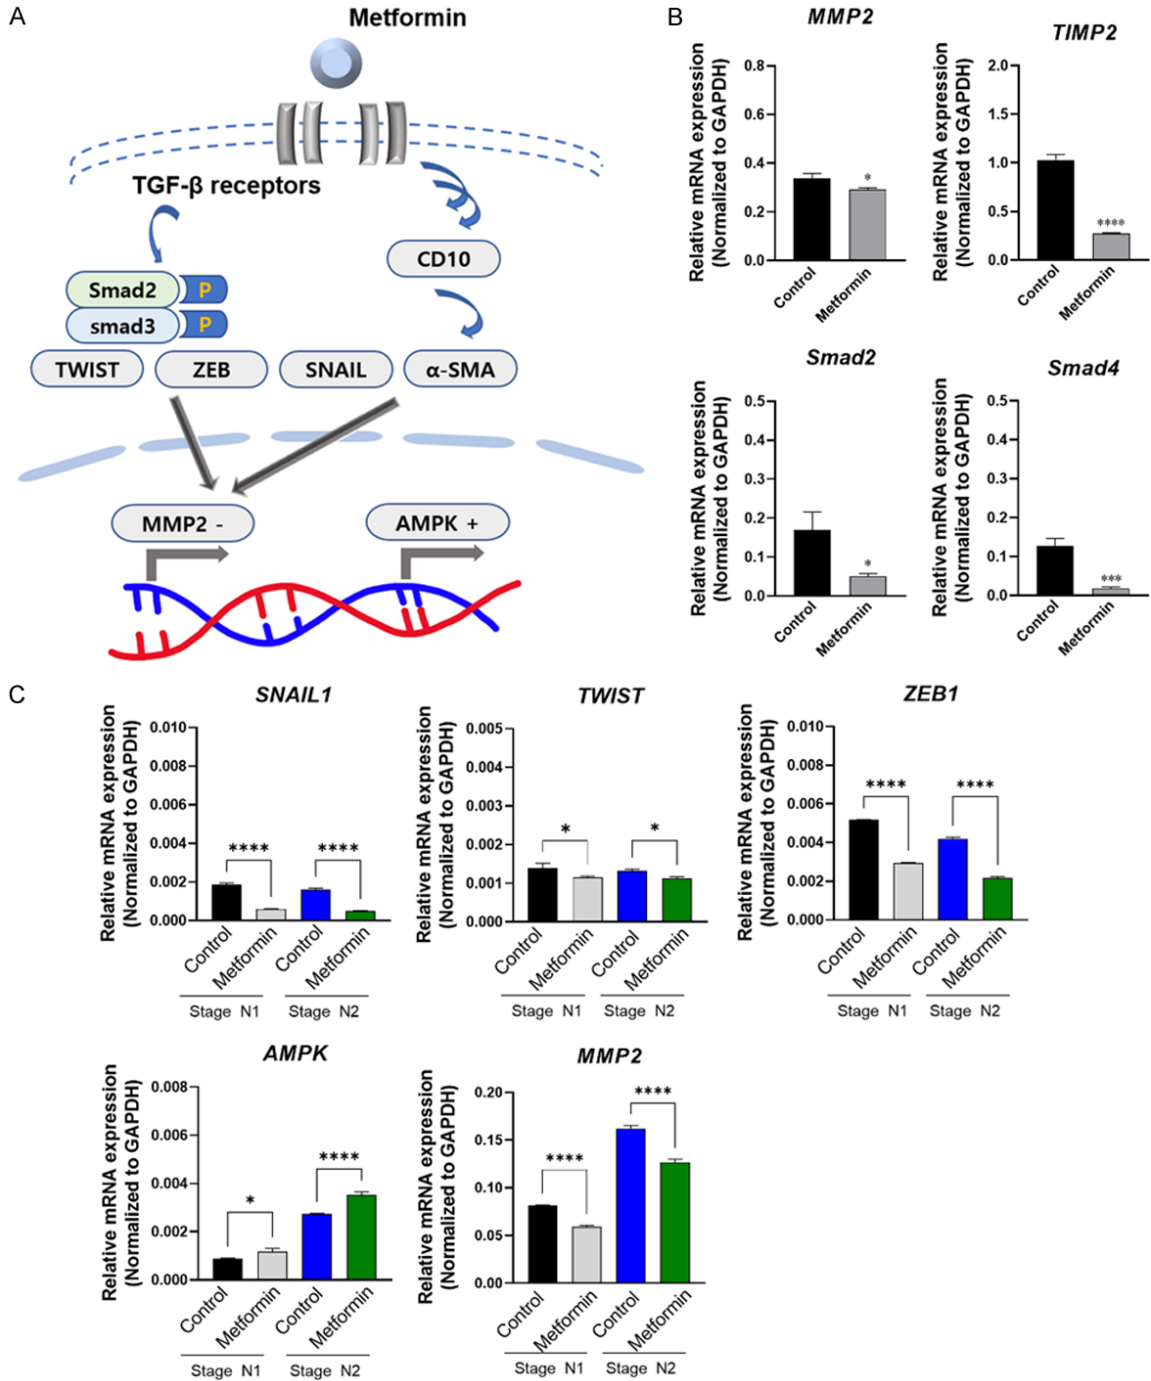 A
Metformin
TGF-β receptors
CD10
Smad2 P
smad3 P
TWIST ZEB SNAIL α-SMA
MMP2 - AMPK +
B
MMP2
Relative mRNA expression
(Normalized to GAPDH)
0.8
0.6
0.4
0.2
0.0
*
Control
Metformin
TIMP2
Relative mRNA expression
(Normalized to GAPDH)
2.0
1.5
1.0
0.5
0.0
****
Control
Metformin
Smad2
Relative mRNA expression
(Normalized to GAPDH)
0.5
0.4
0.3
0.2
0.1
0.0
*
Control
Metformin
Smad4
Relative mRNA expression
(Normalized to GAPDH)
0.5
0.4
0.3
0.2
0.1
0.0
***
Control
Metformin
C
SNAIL1
Relative mRNA expression
(Normalized to GAPDH)
0.010
0.008
0.006
0.004
0.002
0.000
**** ****
Control
Metformin
Control
Metformin
Stage N1 Stage N2
TWIST
Relative mRNA expression
(Normalized to GAPDH)
0.005
0.004
0.003
0.002
0.001
0.000
* *
Control
Metformin
Control
Metformin
Stage N1 Stage N2
ZEB1
Relative mRNA expression
(Normalized to GAPDH)
0.010
0.008
0.006
0.004
0.002
0.000
**** ****
Control
Metformin
Control
Metformin
Stage N1 Stage N2
AMPK
Relative mRNA expression
(Normalized to GAPDH)
0.008
0.006
0.004
0.002
0.000
* ****
Control
Metformin
Control
Metformin
Stage N1 Stage N2
MMP2
Relative mRNA expression
(Normalized to GAPDH)
0.20
0.15
0.10
0.05
0.00
**** ****
Control
Metformin
Control
Metformin
Stage N1 Stage N2